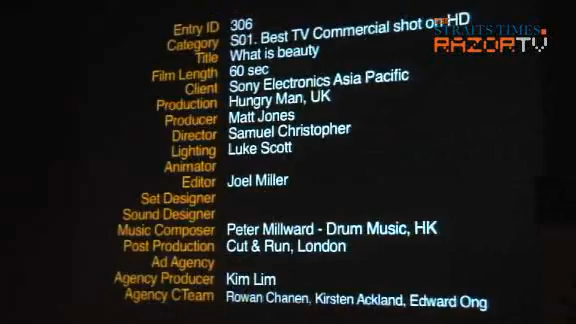 Entry ID 306
Category S01. Best TV Commercial shot on HD
Title What is beauty
Film Length 60 sec
Client Sony Electronics Asia Pacific
Production Hungry Man, UK
Producer Matt Jones
Director Samuel Christopher
Lighting Luke Scott
Animator
Editor Joel Miller
Set Designer
Sound Designer
Music Composer Peter Millward - Drum Music, HK
Post Production Cut & Run, London
Ad Agency
Agency Producer Kim Lim
Agency CTeam Rowan Chanen, Kirsten Ackland, Edward Ong
THE STRAITS TIMES
RAZORTV